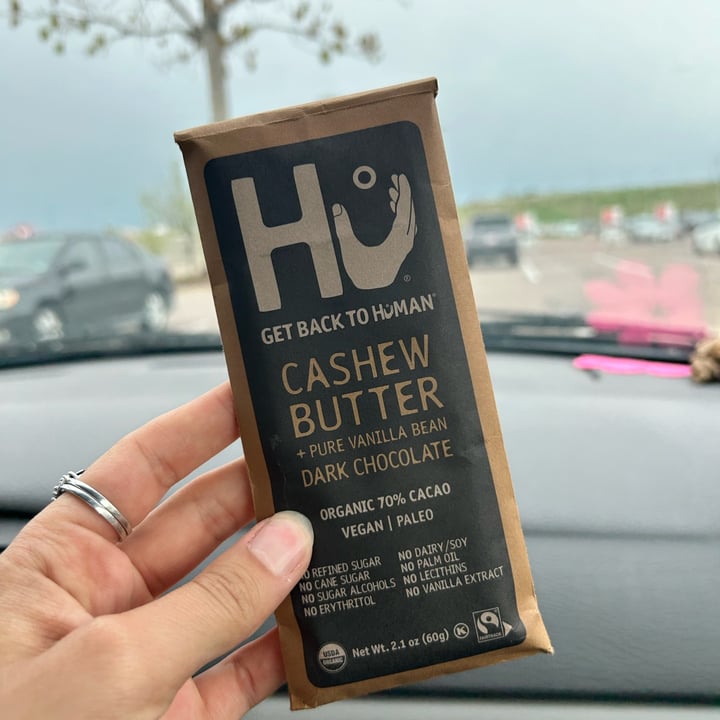 Hu
GET BACK TO HUMAN®
CASHEW
BUTTER
+ PURE VANILLA BEAN
DARK CHOCOLATE
ORGANIC 70% CACAO
VEGAN | PALEO
NO REFINED SUGAR
NO CANE SUGAR
NO SUGAR ALCOHOLS
NO ERYTHRITOL
NO DAIRY/SOY
NO PALM OIL
NO LECITHINS
NO VANILLA EXTRACT
USDA
ORGANIC
Net Wt. 2.1 oz (60g)
K
FAIRTRADE